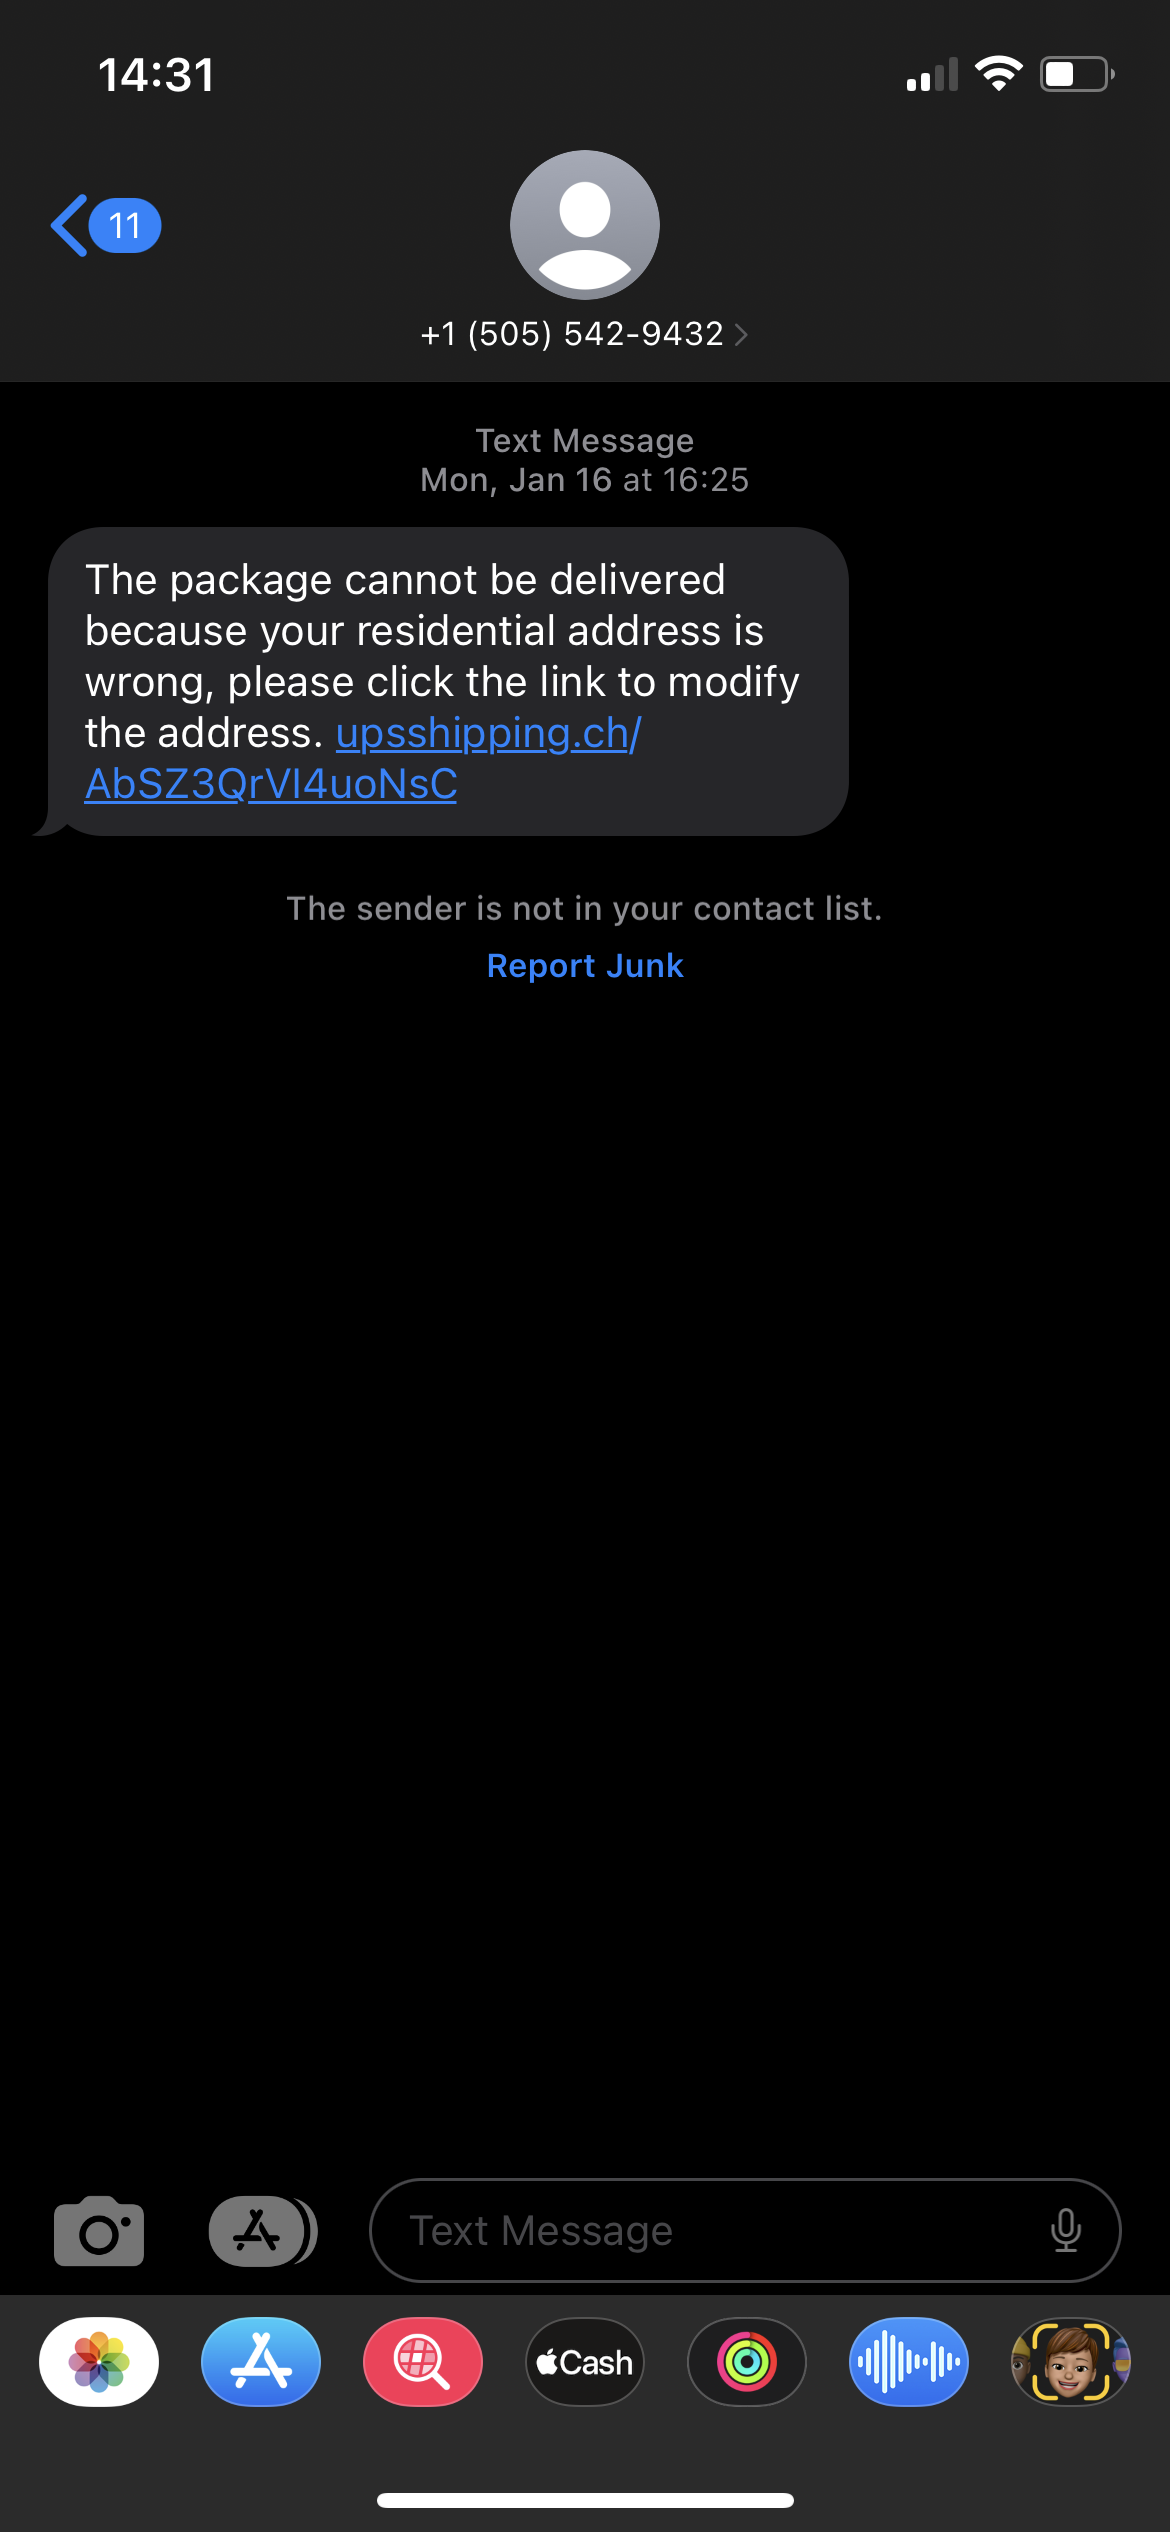 14:31
11
+1 (505) 542-9432
Text Message
Mon, Jan 16 at 16:25
The package cannot be delivered
because your residential address is
wrong, please click the link to modify
the address. upsshipping.ch/
AbSZ3QrVI4uoNsC
The sender is not in your contact list.
Report Junk
Text Message
Cash